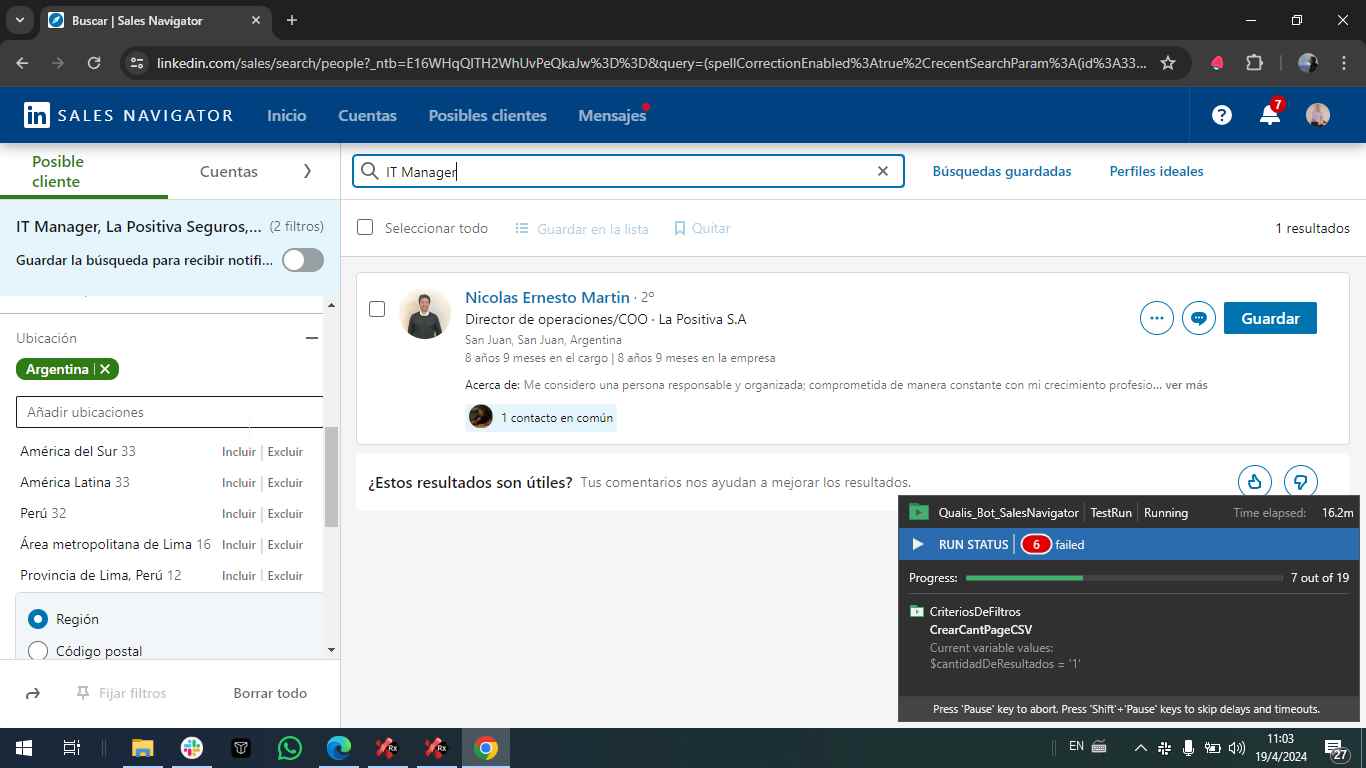 Buscar | Sales Navigator
linkedin.com/sales/search/people?_ntb=E16WHqQlTH2WhUvPeQkaJw%3D%3D&query=(spellCorrectionEnabled%3Atrue%2CrecentSearchParam%3A(id%3A33...
in SALES NAVIGATOR
Inicio
Cuentas
Posibles clientes
Mensajes
7
Posible cliente
Cuentas
IT Manager
Búsquedas guardadas
Perfiles ideales
IT Manager, La Positiva Seguros,... (2 filtros)
Guardar la búsqueda para recibir notifi...
Seleccionar todo
Guardar en la lista
Quitar
1 resultados
Ubicación
Argentina
Añadir ubicaciones
América del Sur 33 Incluir | Excluir
América Latina 33 Incluir | Excluir
Perú 32 Incluir | Excluir
Área metropolitana de Lima 16 Incluir | Excluir
Provincia de Lima, Perú 12 Incluir | Excluir
Región
Código postal
Fijar filtros
Borrar todo
Nicolas Ernesto Martin · 2º
Director de operaciones/COO · La Positiva S.A
San Juan, San Juan, Argentina
8 años 9 meses en el cargo | 8 años 9 meses en la empresa
Acerca de: Me considero una persona responsable y organizada; comprometida de manera constante con mi crecimiento profesio... ver más
1 contacto en común
Guardar
¿Estos resultados son útiles? Tus comentarios nos ayudan a mejorar los resultados.
Qualis_Bot_SalesNavigator | TestRun | Running Time elapsed: 16.2m
RUN STATUS | 6 failed
Progress: 7 out of 19
CriteriosDeFiltros
CrearCantPageCSV
Current variable values:
$cantidadDeResultados = '1'
Press 'Pause' key to abort. Press 'Shift'+'Pause' keys to skip delays and timeouts.
Rx
Rx
EN
11:03
19/4/2024
27